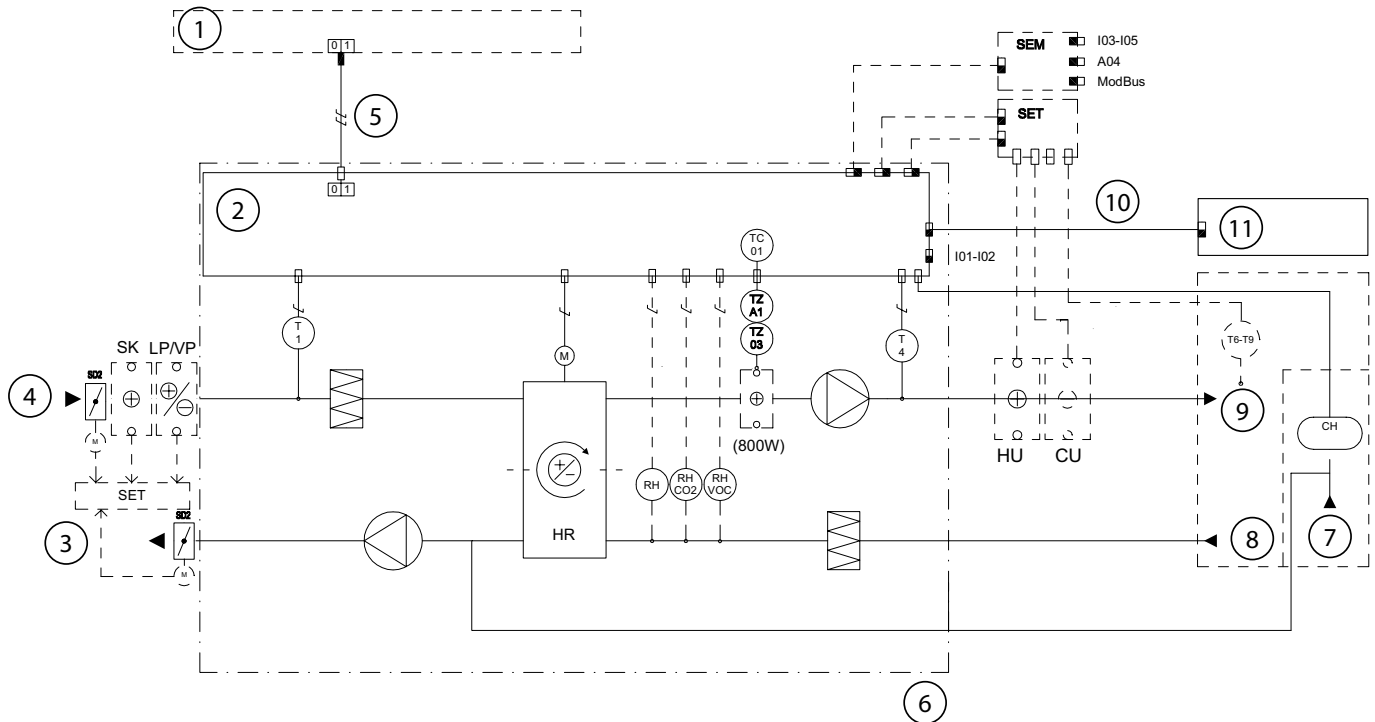 1
0 1
SEM
I03-I05
A04
ModBus
5
SET
0 1
2
10
11
TC
01
I01-I02
T
1
TZ
A1
TZ
03
T
4
T6-T9
SK
LP/VP
SD2
4
M
M
9
(800W)
HU
CU
CH
SET
RH
RH
CO2
RH
VOC
SD2
3
HR
8
7
M
6